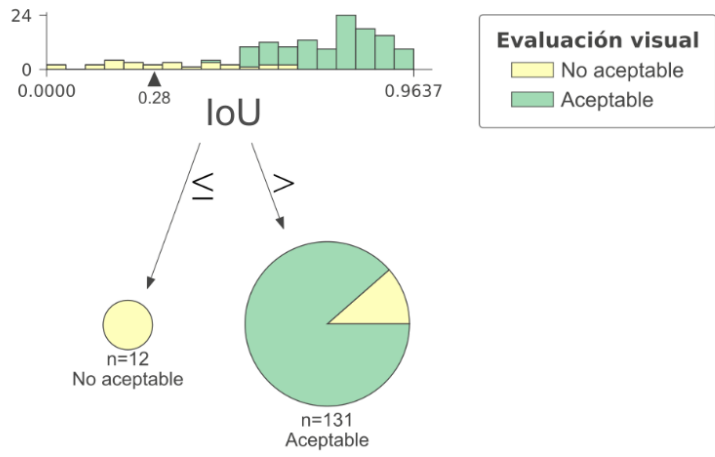 24
0
0.0000
0.28
0.9637
IoU
Evaluación visual
No aceptable
Aceptable
≤
>
n=12
No aceptable
n=131
Aceptable